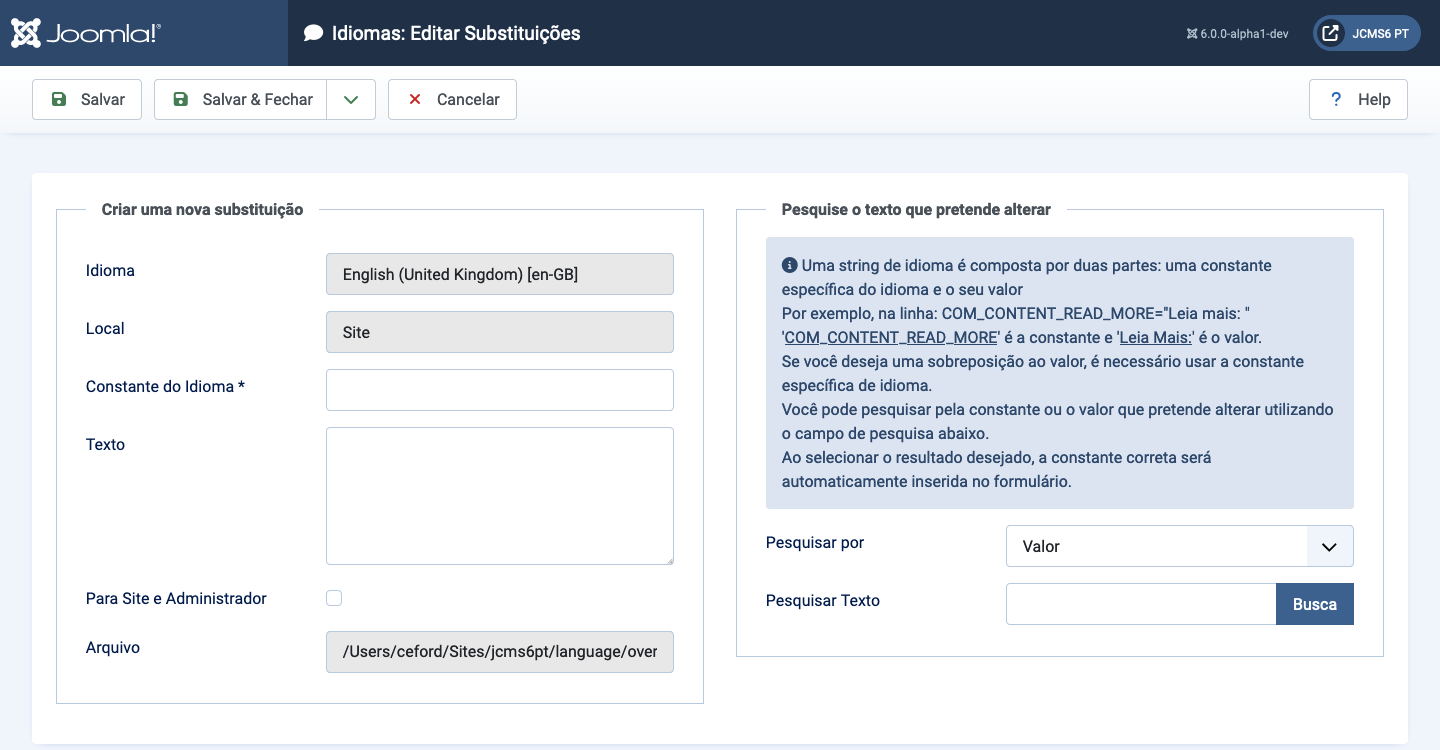 Joomla!®
Idiomas: Editar Substituições
6.0.0-alpha1-dev
JCMS6 PT
Salvar
Salvar & Fechar
Cancelar
? Help
Criar uma nova substituição
Idioma
English (United Kingdom) [en-GB]
Local
Site
Constante do Idioma *
Texto
Para Site e Administrador
Arquivo
/Users/ceford/Sites/jcms6pt/language/over
Pesquise o texto que pretende alterar
Uma string de idioma é composta por duas partes: uma constante
específica do idioma e o seu valor
Por exemplo, na linha: COM_CONTENT_READ_MORE="Leia mais: "
'COM_CONTENT_READ_MORE' é a constante e 'Leia Mais:' é o valor.
Se você deseja uma sobreposição ao valor, é necessário usar a constante
específica de idioma.
Você pode pesquisar pela constante ou o valor que pretende alterar utilizando
o campo de pesquisa abaixo.
Ao selecionar o resultado desejado, a constante correta será
automaticamente inserida no formulário.
Pesquisar por
Valor
Pesquisar Texto
Busca